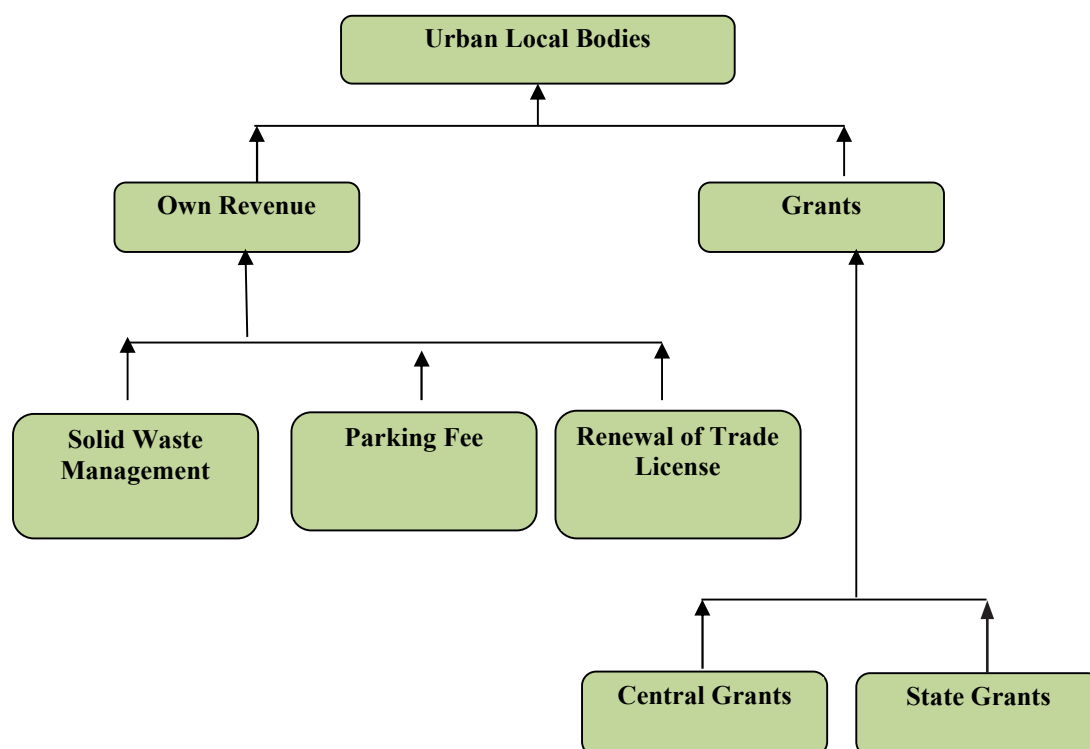 Urban Local Bodies
Own Revenue
Grants
Solid Waste
Management
Parking Fee
Renewal of Trade
License
Central Grants
State Grants